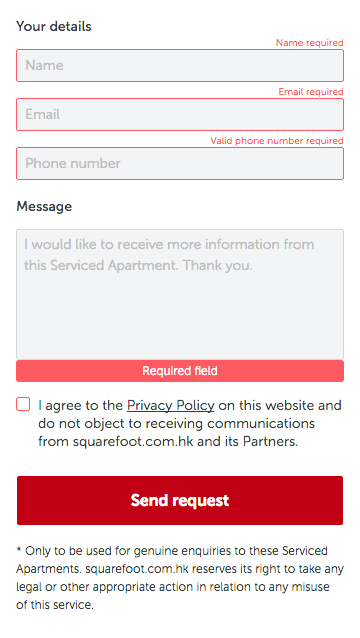 Your details
Name required
Name
Email required
Email
Valid phone number required
Phone number
Message
I would like to receive more information from
this Serviced Apartment. Thank you.
Required field
I agree to the Privacy Policy on this website and
do not object to receiving communications
from squarefoot.com.hk and its Partners.
Send request
* Only to be used for genuine enquiries to these Serviced
Apartments. squarefoot.com.hk reserves its right to take any
legal or other appropriate action in relation to any misuse
of this service.